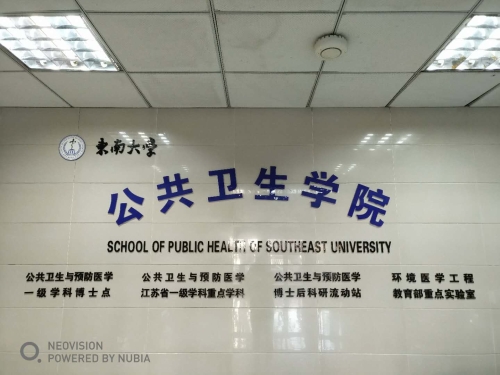 東南大學
公共卫生学院
SCHOOL OF PUBLIC HEALTH OF SOUTHEAST UNIVERSITY
公共卫生与预防医学
一级学科博士点
公共卫生与预防医学
江苏省一级学科重点学科
公共卫生与预防医学
博士后科研流动站
环境医学工程
教育部重点实验室
NEOVISION
POWERED BY NUBIA